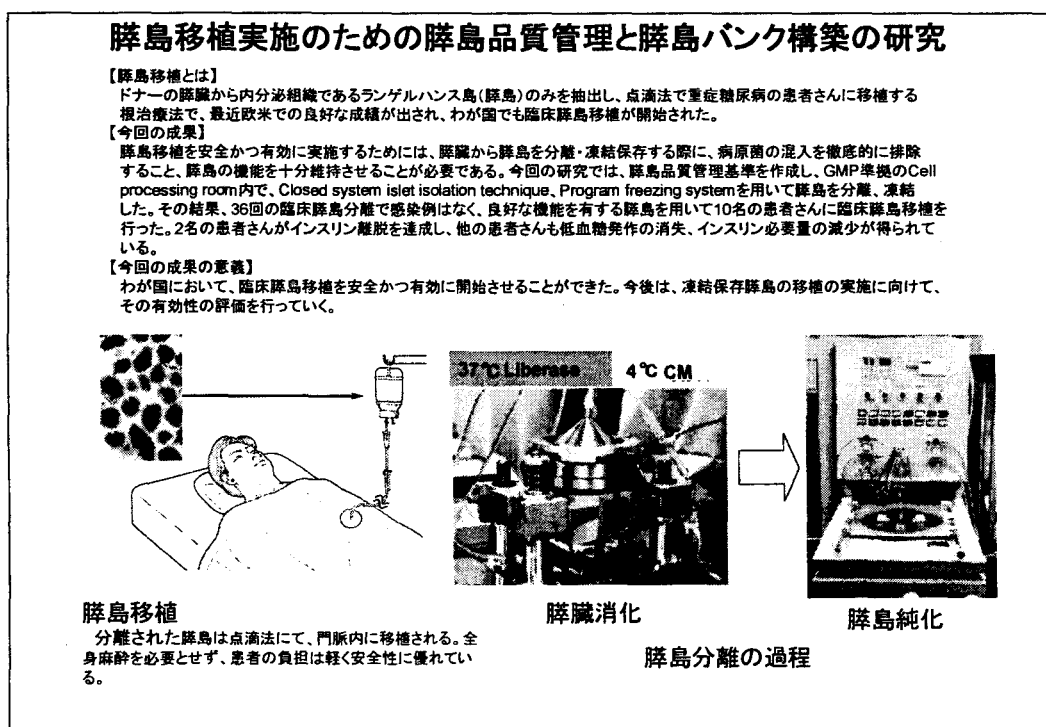 膵島移植実施のための膵島品質管理と膵島バンク構築の研究
【膵島移植とは】
ドナーの膵臓から内分泌組織であるランゲルハンス島(膵島)のみを抽出し、点滴法で重症糖尿病の患者さんに移植する
根治療法で、最近欧米での良好な成績が出され、わが国でも臨床膵島移植が開始された。
【今回の成果】
膵島移植を安全かつ有効に実施するためには、膵臓から膵島を分離・凍結保存する際に、病原菌の混入を徹底的に排除
すること、膵島の機能を十分維持させることが必要である。今回の研究では、膵島品質管理基準を作成し、GMP準拠のCell
processing room内で、Closed system islet isolation technique、Program freezing systemを用いて膵島を分離、凍結
した。その結果、36回の臨床膵島分離で感染例はなく、良好な機能を有する膵島を用いて10名の患者さんに臨床膵島移植を
行った。2名の患者さんがインスリン離脱を達成し、他の患者さんも低血糖発作の消失、インスリン必要量の減少が得られて
いる。
【今回の成果の意義】
わが国において、臨床膵島移植を安全かつ有効に開始させることができた。今後は、凍結保存膵島の移植の実施に向けて、
その有効性の評価を行っていく。
37℃ Liberase 4℃ CM
膵島移植
分離された膵島は点滴法にて、門脈内に移植される。全
身麻酔を必要とせず、患者の負担は軽く安全性に優れてい
る。
膵臓消化
膵島純化
膵島分離の過程